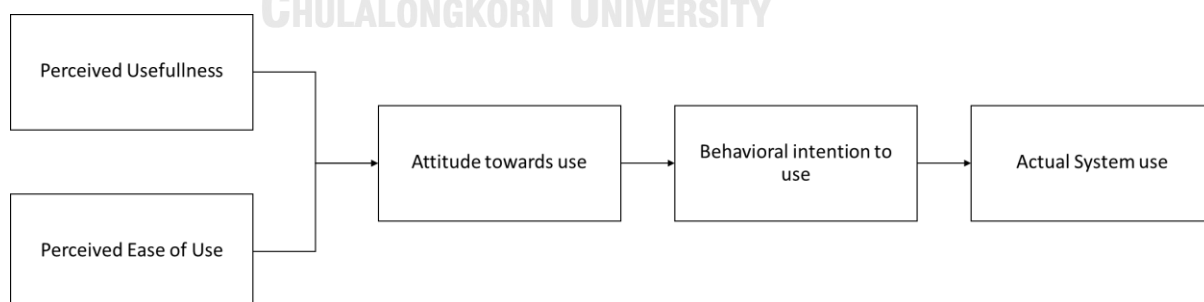 CHULALONGKORN UNIVERSITY
Perceived Usefullness
Attitude towards use
Behavioral intention to
use
Actual System use
Perceived Ease of Use